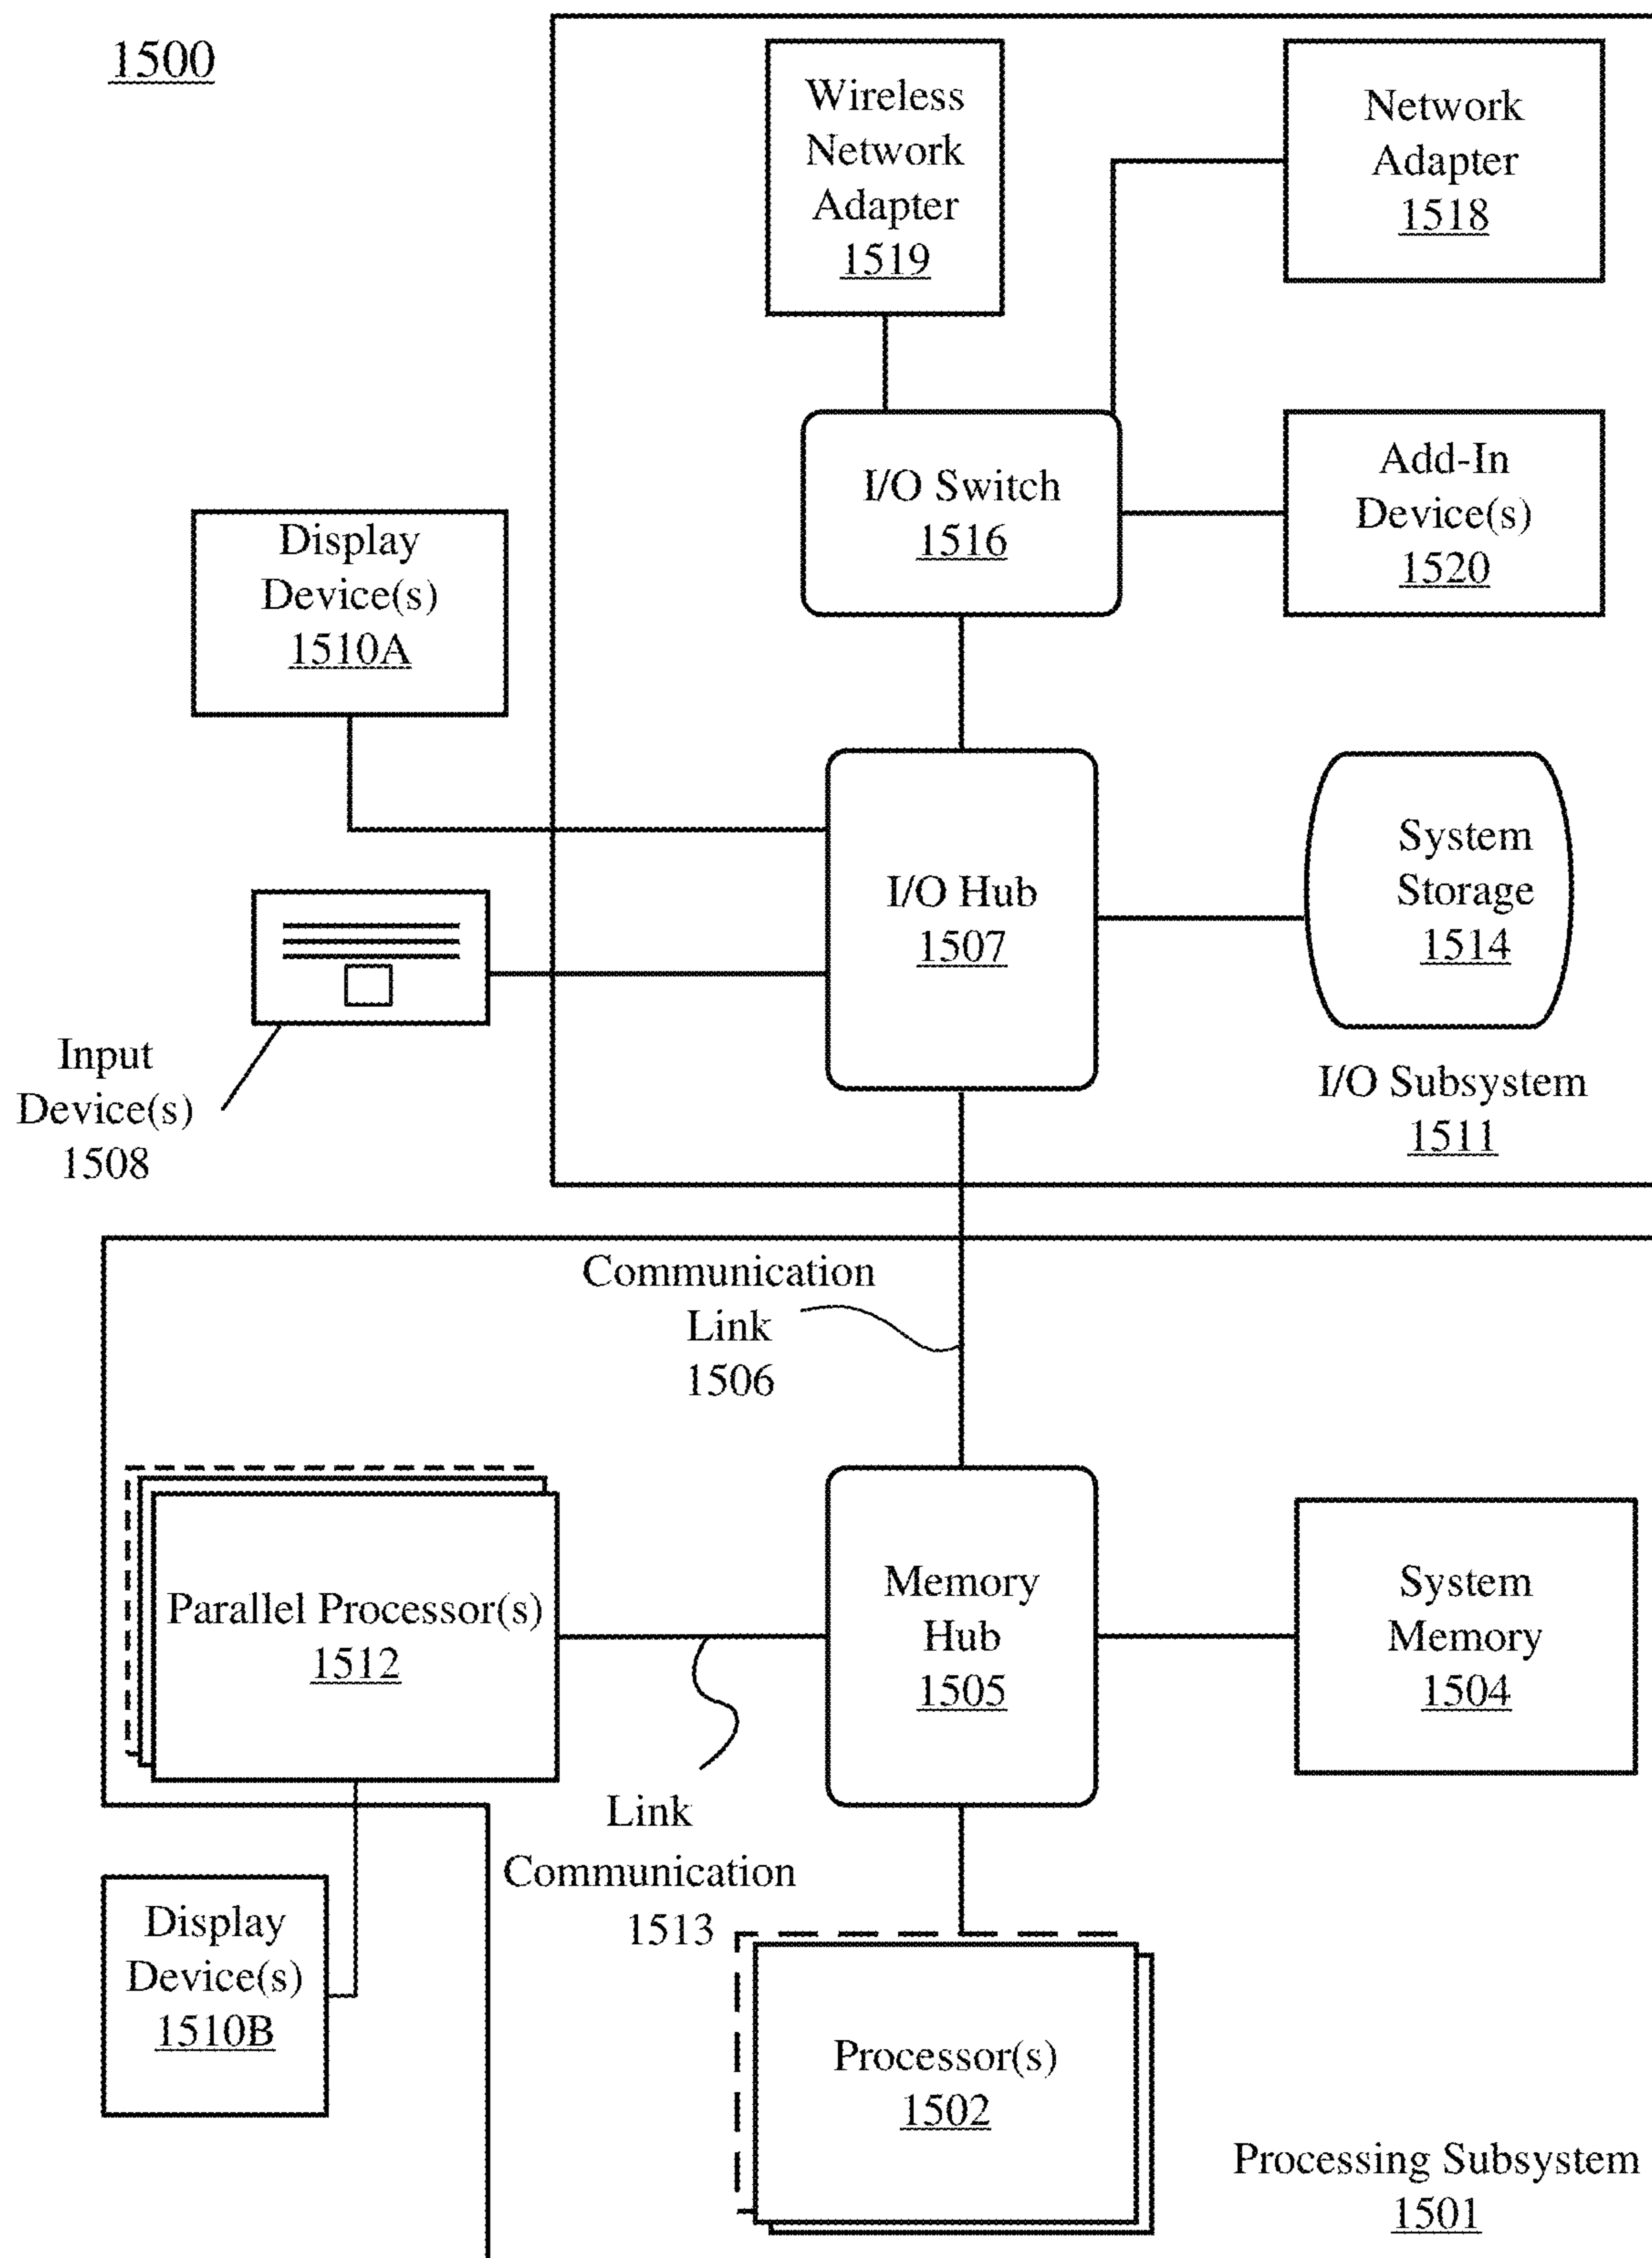 1500
Wireless
Network
Adapter
1519
Network
Adapter
1518
I/O Switch
1516
Add-In
Device(s)
1520
Display
Device(s)
1510A
I/O Hub
1507
System
Storage
1514
Input
Device(s)
1508
I/O Subsystem
1511
Communication
Link
1506
Parallel Processor(s)
1512
Memory
Hub
1505
System
Memory
1504
Link
Communication
1513
Display
Device(s)
1510B
Processor(s)
1502
Processing Subsystem
1501